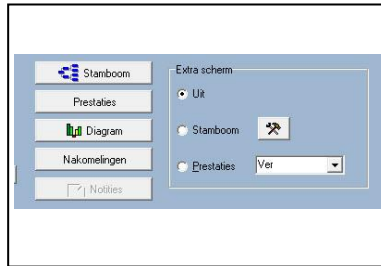 Stamboom
Prestaties
Diagram
Nakomelingen
Notities
Extra scherm
Uit
Stamboom
Prestaties
Ver